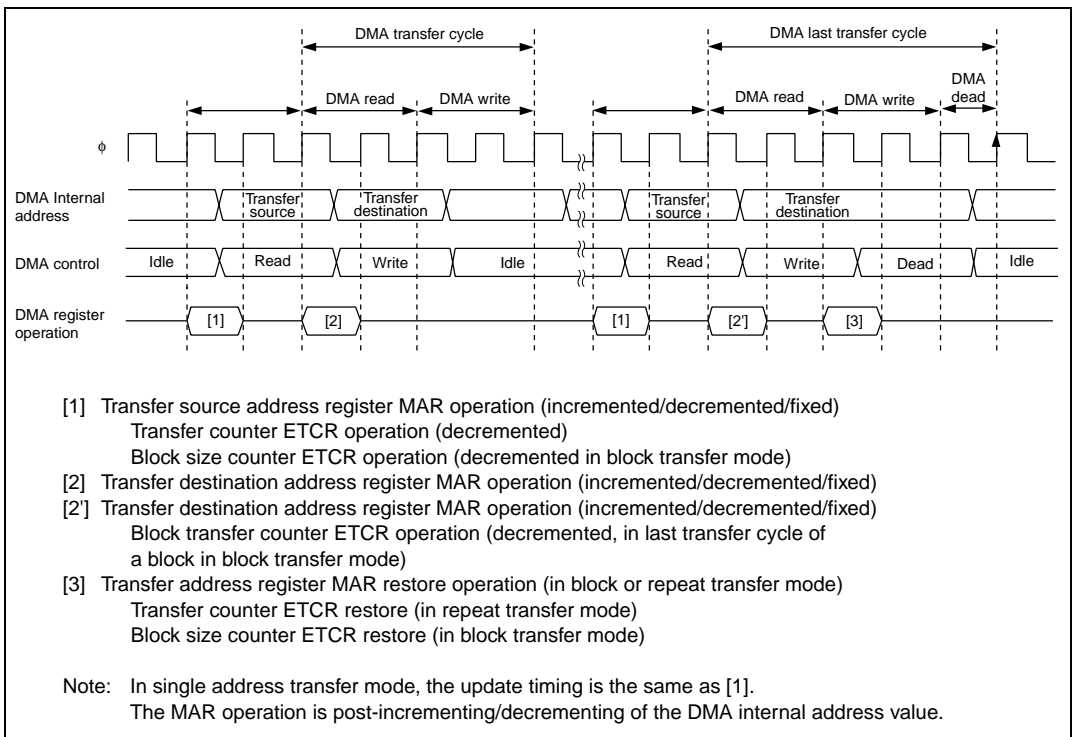 DMA transfer cycle DMA last transfer cycle
DMA read DMA write DMA read DMA write DMA dead
ϕ
DMA Internal address Transfer source Transfer destination Transfer source Transfer destination
DMA control Idle Read Write Idle Read Write Dead Idle
DMA register operation [1] [2] [1] [2'] [3]
[1] Transfer source address register MAR operation (incremented/decremented/fixed)
Transfer counter ETCR operation (decremented)
Block size counter ETCR operation (decremented in block transfer mode)
[2] Transfer destination address register MAR operation (incremented/decremented/fixed)
[2'] Transfer destination address register MAR operation (incremented/decremented/fixed)
Block transfer counter ETCR operation (decremented, in last transfer cycle of
a block in block transfer mode)
[3] Transfer address register MAR restore operation (in block or repeat transfer mode)
Transfer counter ETCR restore (in repeat transfer mode)
Block size counter ETCR restore (in block transfer mode)
Note: In single address transfer mode, the update timing is the same as [1].
The MAR operation is post-incrementing/decrementing of the DMA internal address value.